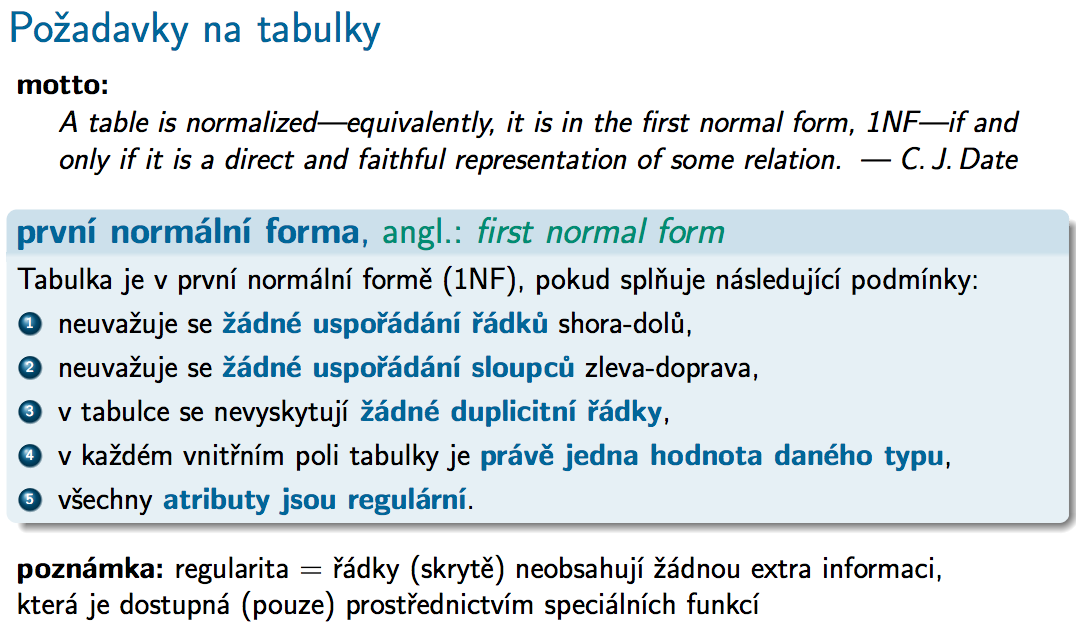 Požadavky na tabulky
motto:
A table is normalized—equivalently, it is in the first normal form, 1NF—if and
only if it is a direct and faithful representation of some relation. — C. J. Date
první normální forma, angl.: first normal form
Tabulka je v první normální formě (1NF), pokud splňuje následující podmínky:
1 neuvažuje se žádné uspořádání řádků shora-dolů,
2 neuvažuje se žádné uspořádání sloupců zleva-doprava,
3 v tabulce se nevyskytují žádné duplicitní řádky,
4 v každém vnitřním poli tabulky je právě jedna hodnota daného typu,
5 všechny atributy jsou regulární.
poznámka: regularita = řádky (skrytě) neobsahují žádnou extra informaci,
která je dostupná (pouze) prostřednictvím speciálních funkcí